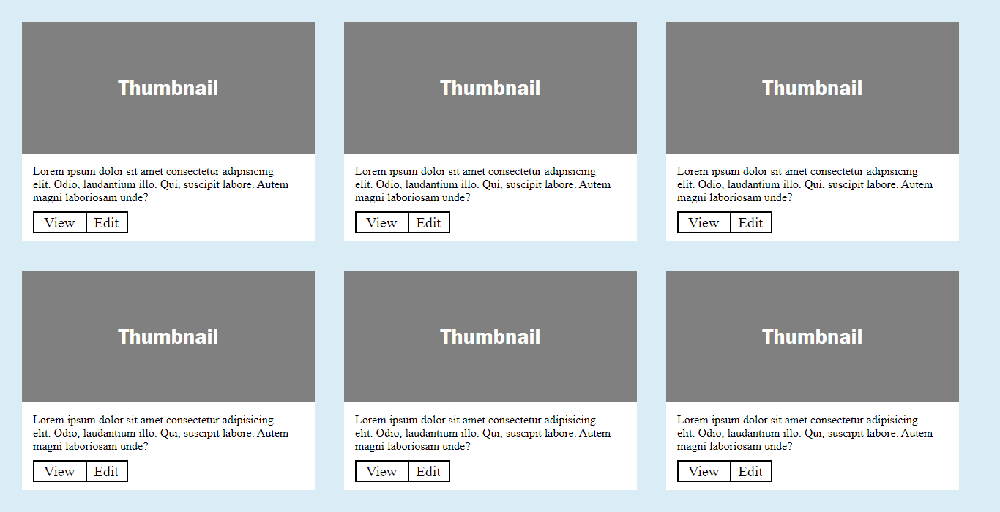 Thumbnail Thumbnail Thumbnail
Lorem ipsum dolor sit amet consectetur adipisicing
elit. Odio, laudantium illo. Qui, suscipit labore. Autem
magni laboriosam unde?
View Edit
Lorem ipsum dolor sit amet consectetur adipisicing
elit. Odio, laudantium illo. Qui, suscipit labore. Autem
magni laboriosam unde?
View Edit
Lorem ipsum dolor sit amet consectetur adipisicing
elit. Odio, laudantium illo. Qui, suscipit labore. Autem
magni laboriosam unde?
View Edit
Thumbnail Thumbnail Thumbnail
Lorem ipsum dolor sit amet consectetur adipisicing
elit. Odio, laudantium illo. Qui, suscipit labore. Autem
magni laboriosam unde?
View Edit
Lorem ipsum dolor sit amet consectetur adipisicing
elit. Odio, laudantium illo. Qui, suscipit labore. Autem
magni laboriosam unde?
View Edit
Lorem ipsum dolor sit amet consectetur adipisicing
elit. Odio, laudantium illo. Qui, suscipit labore. Autem
magni laboriosam unde?
View Edit